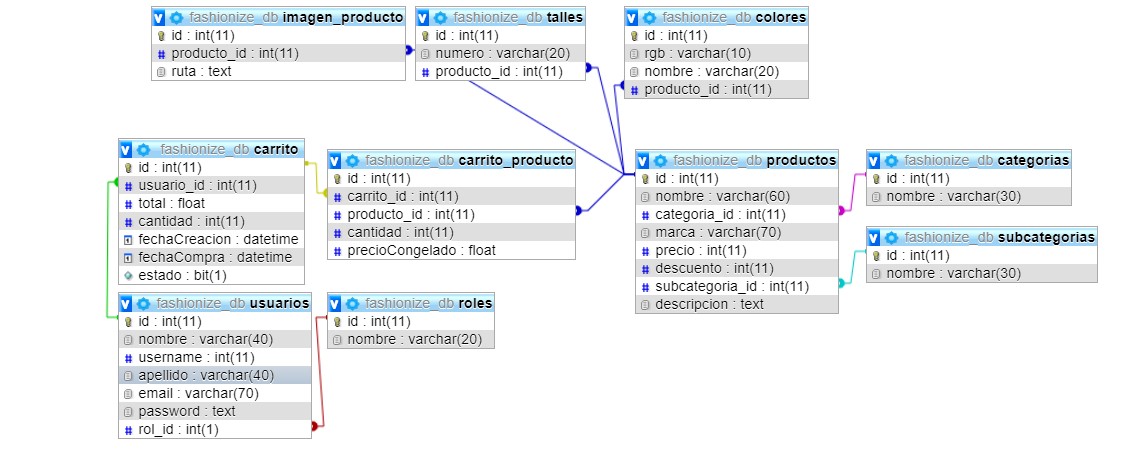 fashionize_db imagen_producto
id : int(11)
producto_id : int(11)
ruta : text
fashionize_db talles
id : int(11)
numero : varchar(20)
producto_id : int(11)
fashionize_db colores
id : int(11)
rgb : varchar(10)
nombre : varchar(20)
producto_id : int(11)
fashionize_db carrito
id : int(11)
usuario_id : int(11)
total : float
cantidad : int(11)
fechaCreacion : datetime
fechaCompra : datetime
estado : bit(1)
fashionize_db carrito_producto
id : int(11)
carrito_id : int(11)
producto_id : int(11)
cantidad : int(11)
precioCongelado : float
fashionize_db productos
id : int(11)
nombre : varchar(60)
categoria_id : int(11)
marca : varchar(70)
precio : int(11)
descuento : int(11)
subcategoria_id : int(11)
descripcion : text
fashionize_db categorias
id : int(11)
nombre : varchar(30)
fashionize_db subcategorias
id : int(11)
nombre : varchar(30)
fashionize_db usuarios
id : int(11)
nombre : varchar(40)
username : int(11)
apellido : varchar(40)
email : varchar(70)
password : text
rol_id : int(1)
fashionize_db roles
id : int(11)
nombre : varchar(20)